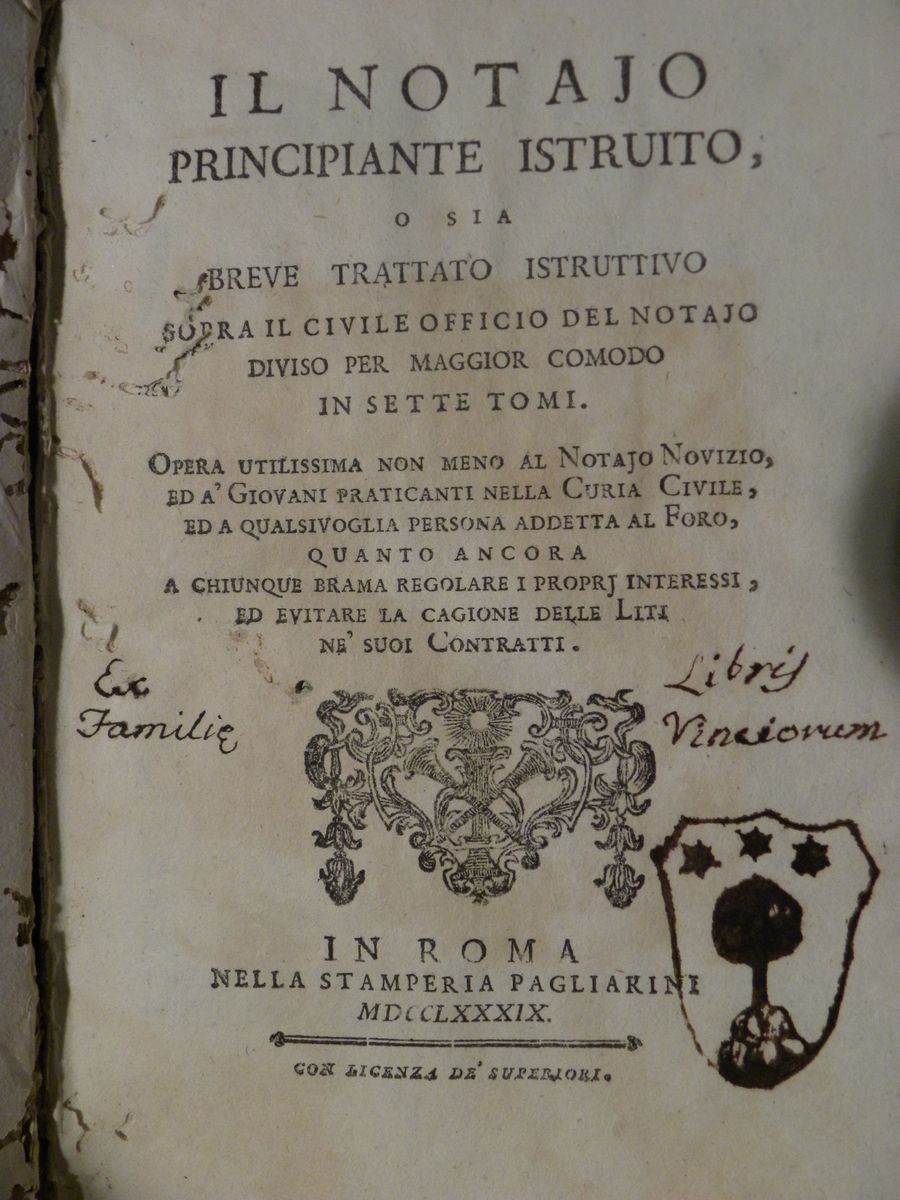 IL NOTAJO
PRINCIPIANTE ISTRUITO,
O SIA
BREVE TRATTATO ISTRUTTIVO
SOPRA IL CIVILE OFFICIO DEL NOTAJO
DIVISO PER MAGGIOR COMODO
IN SETTE TOMI.
OPERA UTILISSIMA NON MENO AL NOTAJO NOVIZIO,
ED A' GIOVANI PRATICANTI NELLA CURIA CIVILE,
ED A QUALSIVOGLIA PERSONA ADDETTA AL FORO,
QUANTO ANCORA
A CHIUNQUE BRAMA REGOLARE I PROPRJ INTERESSI,
ED EVITARE LA CAGIONE DELLE LITI
NE' SUOI CONTRATTI.
Ex Libris
Familię Vinciorum
IN ROMA
NELLA STAMPERIA PAGLIARINI
MDCCLXXXIX.
CON LICENZA DE' SUPERIORI.